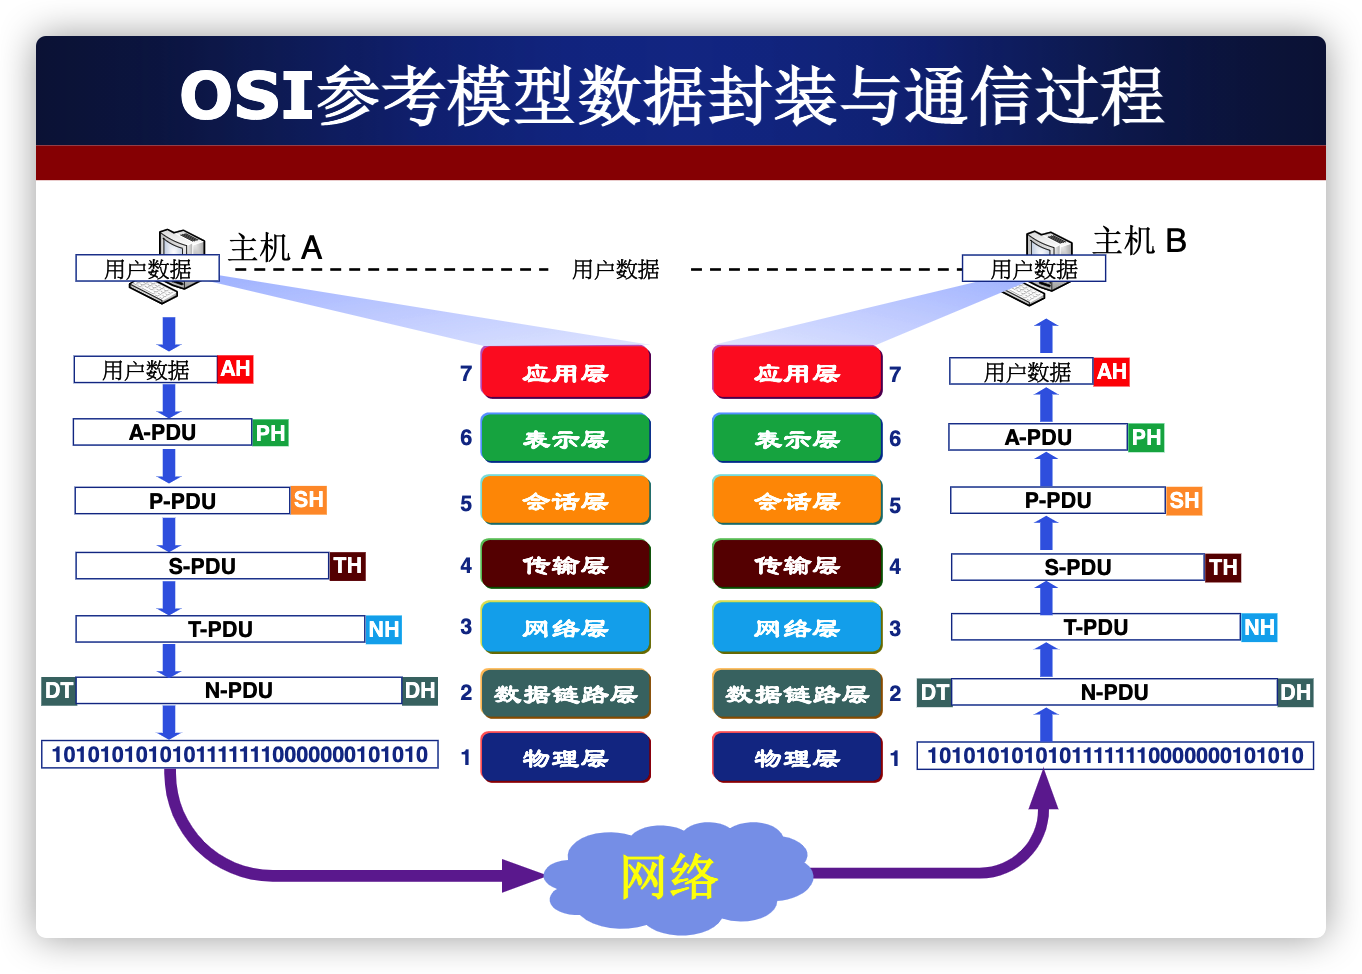 OSI参考模型数据封装与通信过程
主机 A
主机 B
用户数据
用户数据
用户数据
用户数据 AH
7 应用层
应用层 7
用户数据 AH
A-PDU PH
6 表示层
表示层 6
A-PDU PH
P-PDU SH
5 会话层
会话层 5
P-PDU SH
S-PDU TH
4 传输层
传输层 4
S-PDU TH
T-PDU NH
3 网络层
网络层 3
T-PDU NH
DT N-PDU DH
2 数据链路层
数据链路层 2
DT N-PDU DH
1010101010101111110000000101010
1 物理层
物理层 1
1010101010101111110000000101010
网络